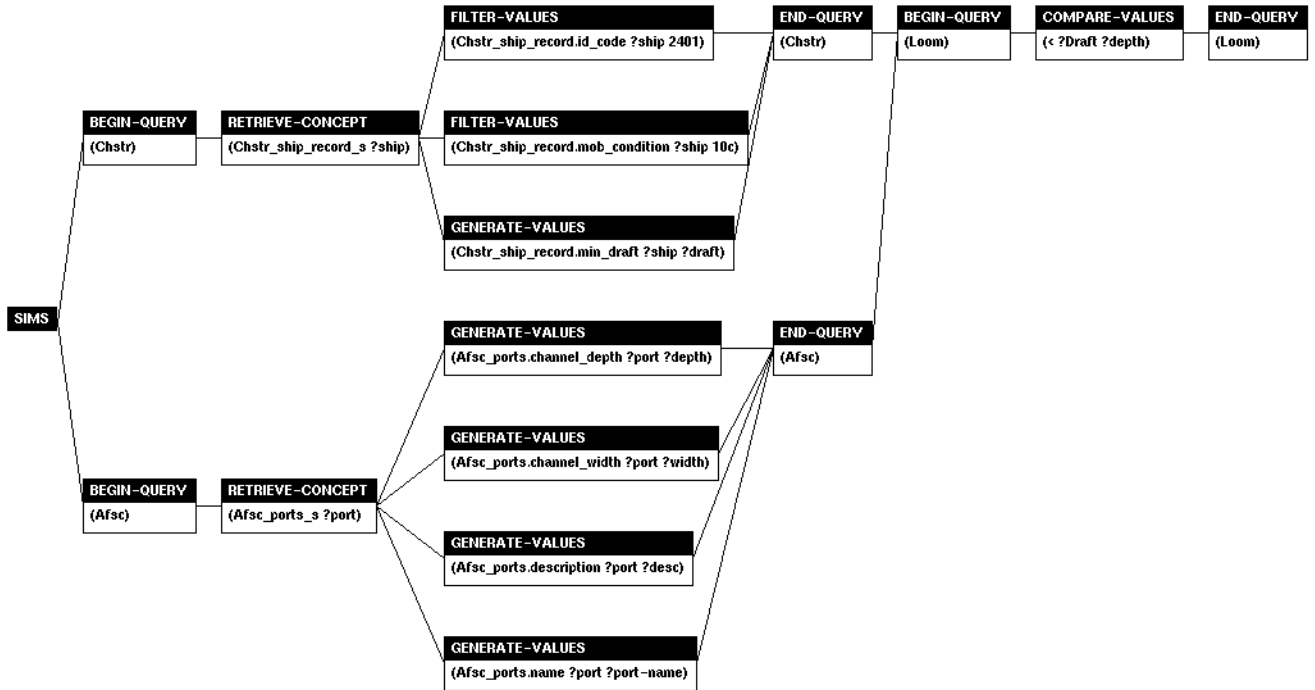 FILTER-VALUES
(Chstr_ship_record.id_code ?ship 2401)
END-QUERY
(Chstr)
BEGIN-QUERY
(Loom)
COMPARE-VALUES
(< ?Draft ?depth)
END-QUERY
(Loom)
BEGIN-QUERY
(Chstr)
RETRIEVE-CONCEPT
(Chstr_ship_record_s ?ship)
FILTER-VALUES
(Chstr_ship_record.mob_condition ?ship 10c)
GENERATE-VALUES
(Chstr_ship_record.min_draft ?ship ?draft)
SIMS
GENERATE-VALUES
(Afsc_ports.channel_depth ?port ?depth)
END-QUERY
(Afsc)
GENERATE-VALUES
(Afsc_ports.channel_width ?port ?width)
BEGIN-QUERY
(Afsc)
RETRIEVE-CONCEPT
(Afsc_ports_s ?port)
GENERATE-VALUES
(Afsc_ports.description ?port ?desc)
GENERATE-VALUES
(Afsc_ports.name ?port ?port-name)